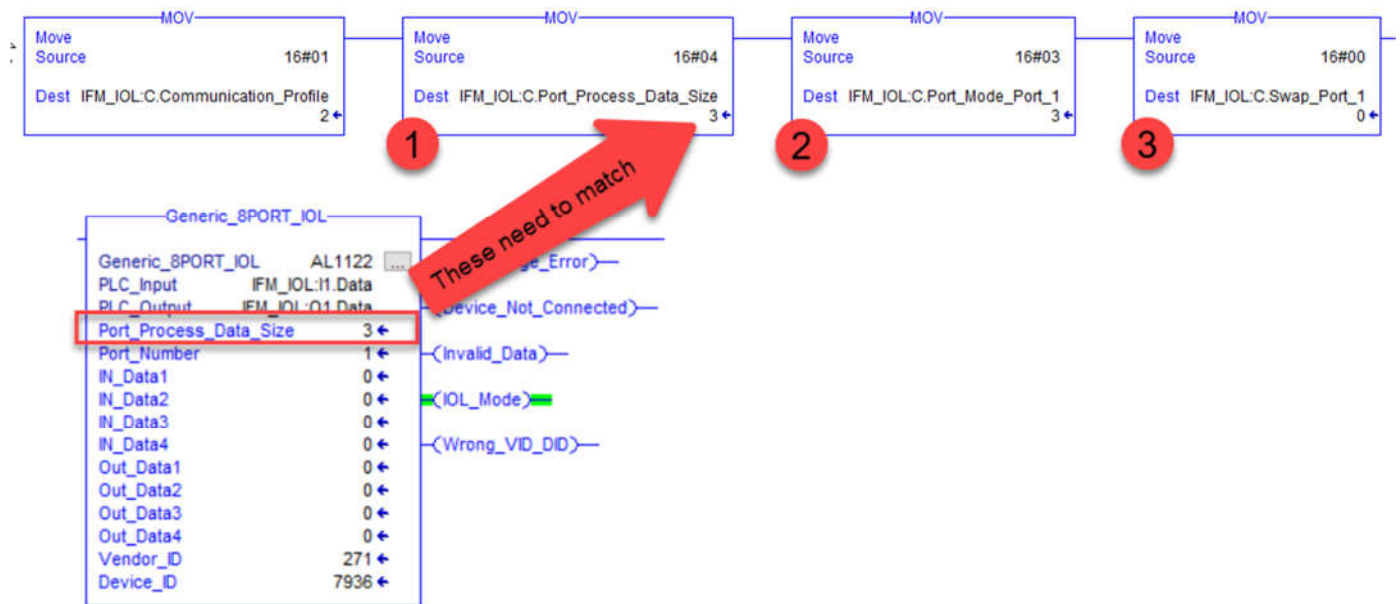 MOV
Move
Source 16#01
Dest IFM_IOL:C.Communication_Profile
2
MOV
Move
Source 16#04
Dest IFM_IOL:C.Port_Process_Data_Size
3
1
MOV
Move
Source 16#03
Dest IFM_IOL:C.Port_Mode_Port_1
3
2
MOV
Move
Source 16#00
Dest IFM_IOL:C.Swap_Port_1
0
3
These need to match
Generic_8PORT_IOL
Generic_8PORT_IOL AL1122 ...
PLC_Input IFM_IOL:I1.Data
PLC_Output IFM_IOL:O1.Data
Port_Process_Data_Size 3
Port_Number 1
IN_Data1 0
IN_Data2 0
IN_Data3 0
IN_Data4 0
Out_Data1 0
Out_Data2 0
Out_Data3 0
Out_Data4 0
Vendor_ID 271
Device_ID 7936
_Error)
(Device_Not_Connected)
(Invalid_Data)
(IOL_Mode)
(Wrong_VID_DID)